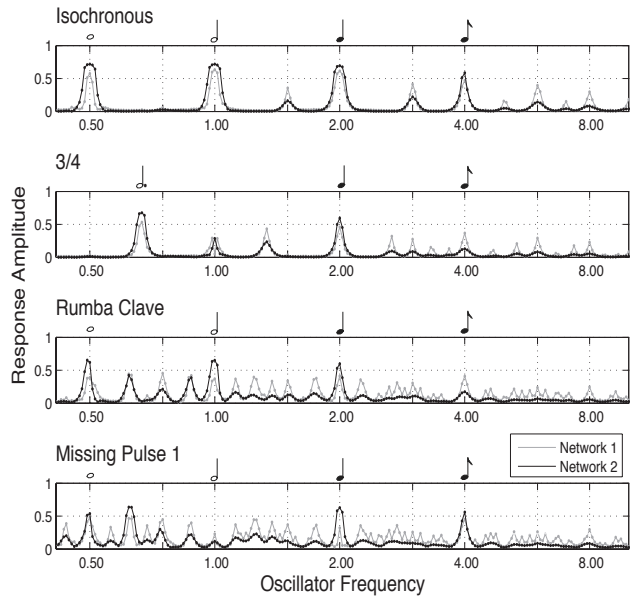 Isochronous
1
0.5
0
0.50 1.00 2.00 4.00 8.00
3/4
1
0.5
0
0.50 1.00 2.00 4.00 8.00
Response Amplitude
Rumba Clave
1
0.5
0
0.50 1.00 2.00 4.00 8.00
Missing Pulse 1
Network 1
Network 2
1
0.5
0
0.50 1.00 2.00 4.00 8.00
Oscillator Frequency